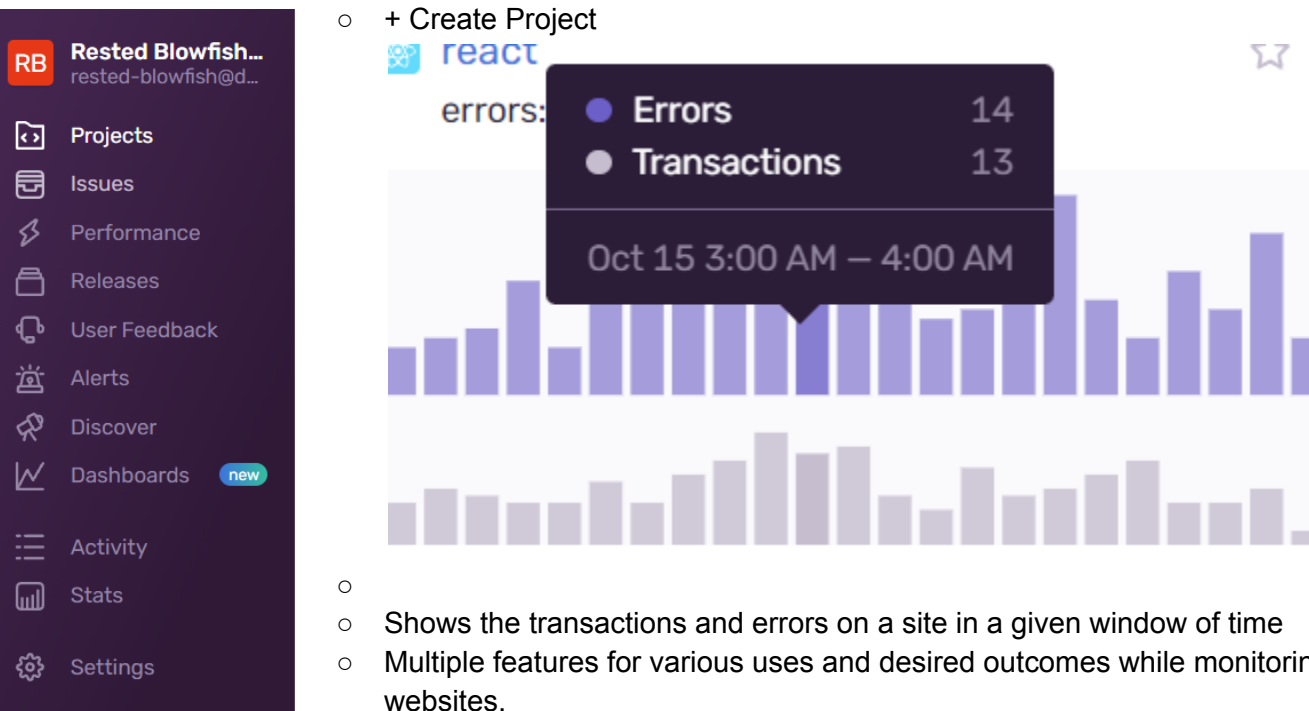 RB
Rested Blowfish...
rested-blowfish@d...
Projects
Issues
Performance
Releases
User Feedback
Alerts
Discover
Dashboards new
Activity
Stats
Settings
+ Create Project
react
errors:
Errors 14
Transactions 13
Oct 15 3:00 AM — 4:00 AM
Shows the transactions and errors on a site in a given window of time
Multiple features for various uses and desired outcomes while monitorin
websites.